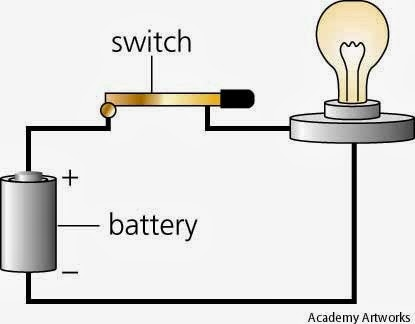 switch
+
battery
−
Academy Artworks